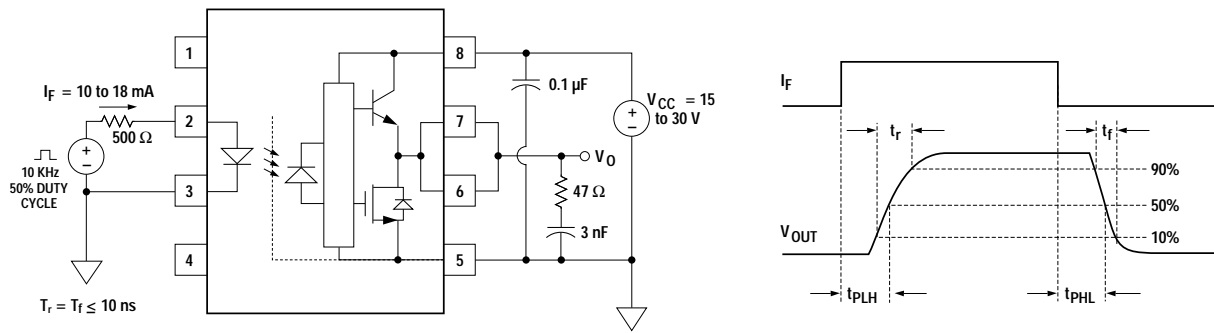 1
8
I_F = 10 to 18 mA
0.1 µF
V_CC = 15
to 30 V
+
–
2
500 Ω
7
+
–
V_O
10 KHz
50% DUTY
CYCLE
3
6
47 Ω
4
5
3 nF
T_r = T_f ≤ 10 ns
I_F
t_r
t_f
90%
50%
V_OUT
10%
t_PLH
t_PHL